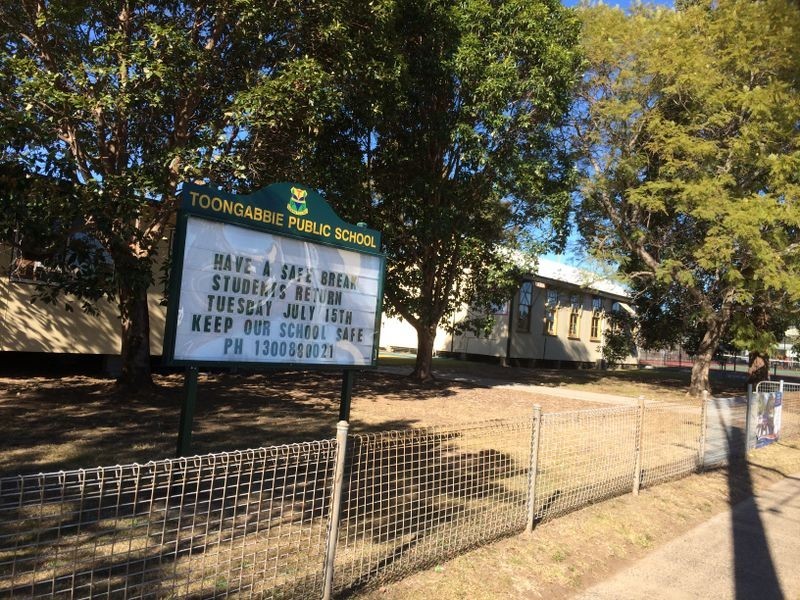 TOONGABBIE PUBLIC SCHOOL
HAVE A SAFE BREAK
STUDENTS RETURN
TUESDAY JULY 15TH
KEEP OUR SCHOOL SAFE
PH 1300880021